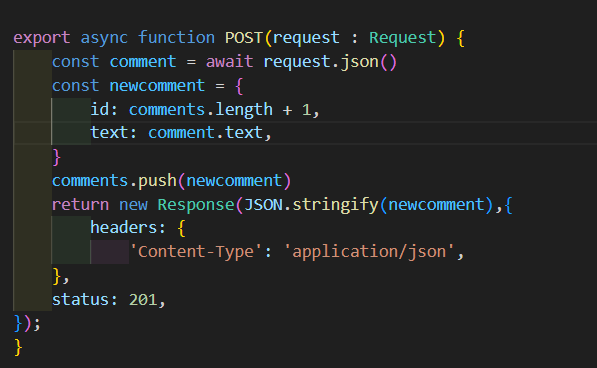 export async function POST(request : Request) {
    const comment = await request.json()
    const newcomment = {
        id: comments.length + 1,
        text: comment.text,
    }
    comments.push(newcomment)
    return new Response(JSON.stringify(newcomment),{
        headers: {
            'Content-Type': 'application/json',
    },
    status: 201,
});
}